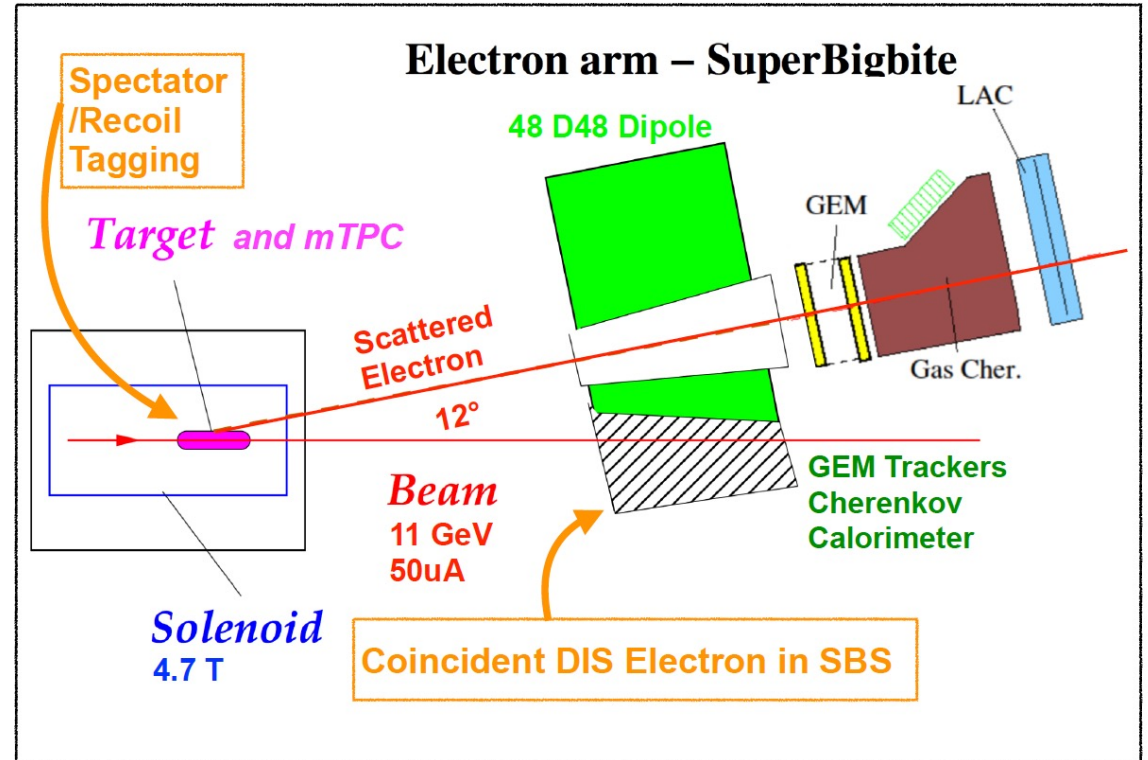 Electron arm – SuperBigbite
Spectator
/Recoil
Tagging
48 D48 Dipole
LAC
GEM
Target and mTPC
Scattered
Electron
12°
Gas Cher.
Beam
11 GeV
50uA
GEM Trackers
Cherenkov
Calorimeter
Solenoid
4.7 T
Coincident DIS Electron in SBS